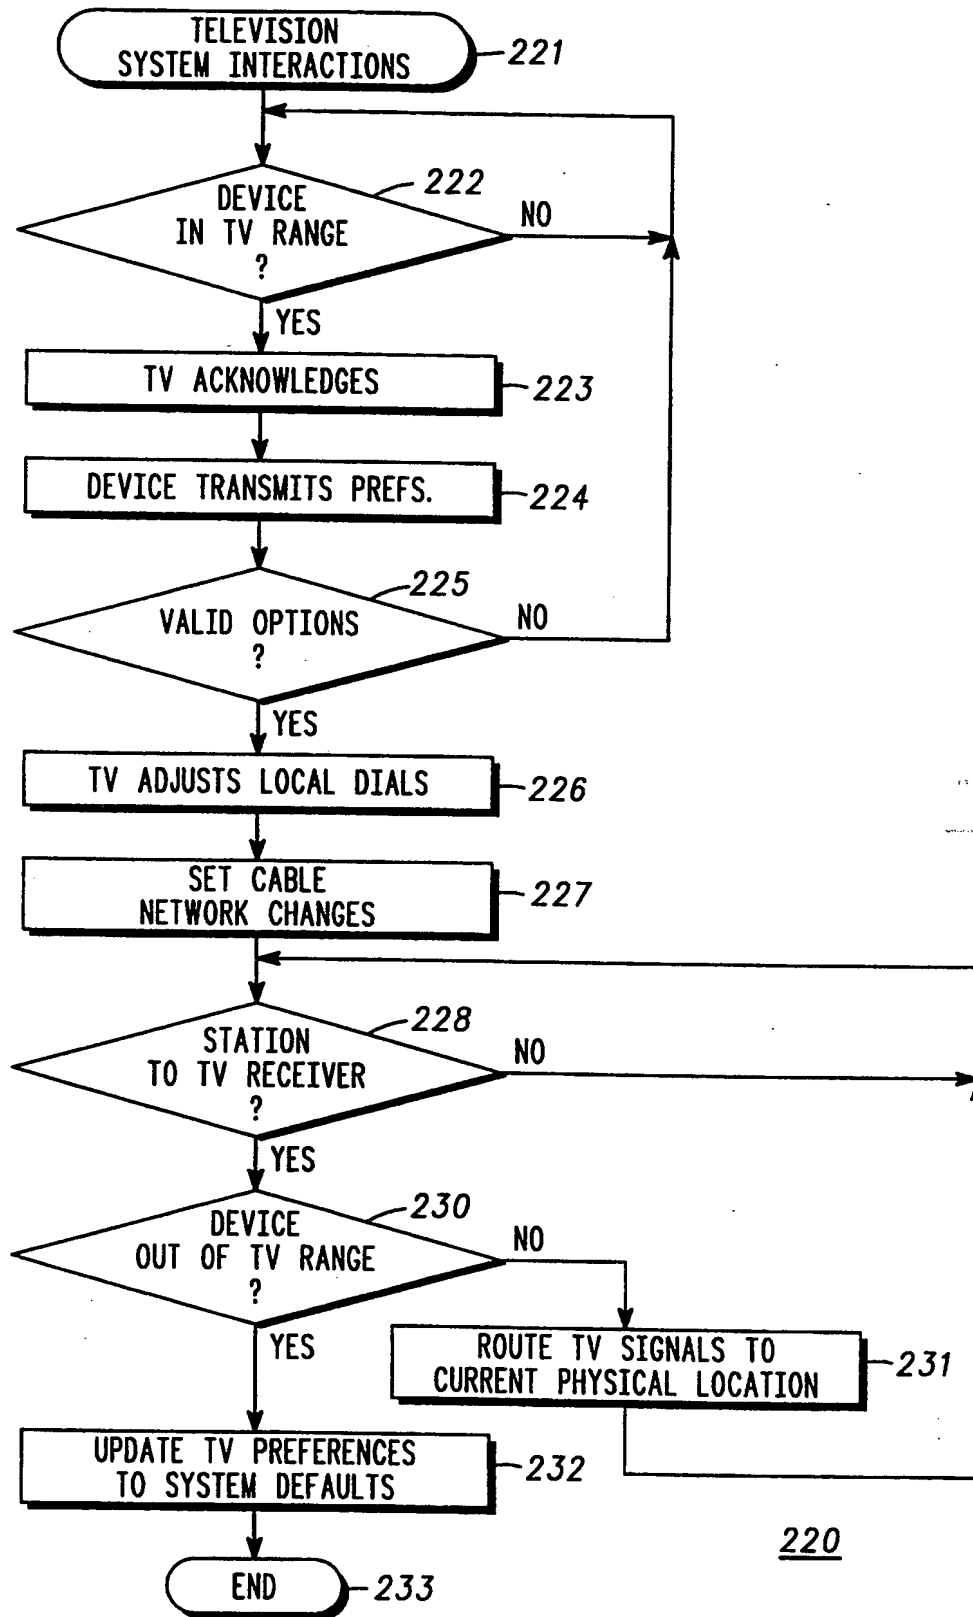 TELEVISION
SYSTEM INTERACTIONS
221
DEVICE
IN TV RANGE
?
222
NO
YES
TV ACKNOWLEDGES
223
DEVICE TRANSMITS PREFS.
224
VALID OPTIONS
?
225
NO
YES
TV ADJUSTS LOCAL DIALS
226
SET CABLE
NETWORK CHANGES
227
STATION
TO TV RECEIVER
?
228
NO
YES
DEVICE
OUT OF TV RANGE
?
230
NO
YES
ROUTE TV SIGNALS TO
CURRENT PHYSICAL LOCATION
231
UPDATE TV PREFERENCES
TO SYSTEM DEFAULTS
232
220
END
233